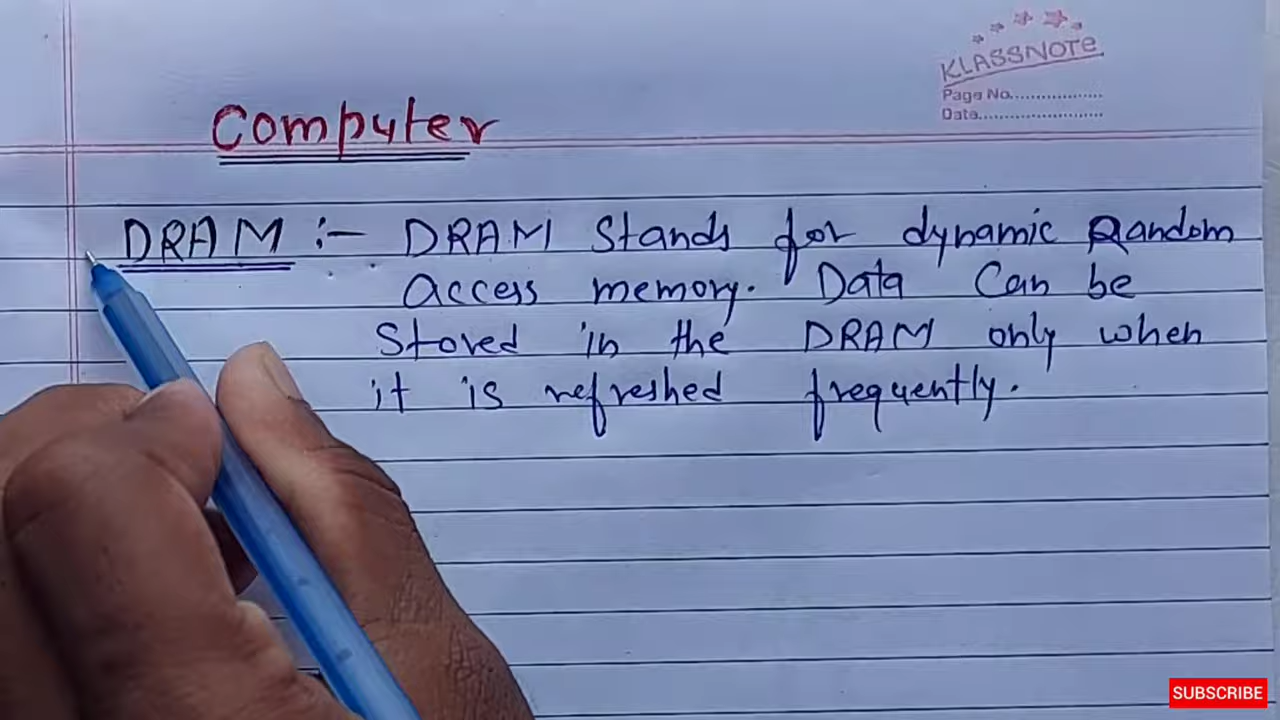 KLASSNOTE
Page No.
Date
Computer
DRAM :- DRAM Stands for dynamic Random
access memory. Data Can be
Stored in the DRAM only when
it is refreshed frequently.
SUBSCRIBE